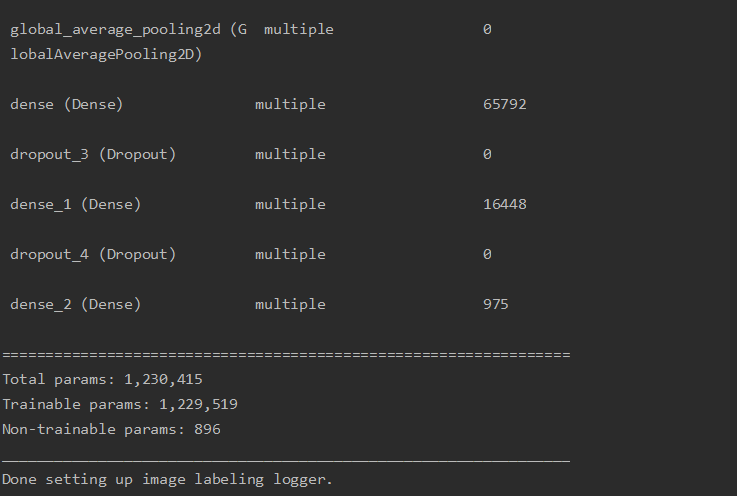 global_average_pooling2d (G  multiple                  0
lobalAveragePooling2D)
dense (Dense)               multiple                  65792
dropout_3 (Dropout)         multiple                  0
dense_1 (Dense)             multiple                  16448
dropout_4 (Dropout)         multiple                  0
dense_2 (Dense)             multiple                  975
=================================================================
Total params: 1,230,415
Trainable params: 1,229,519
Non-trainable params: 896
_________________________________________________________________
Done setting up image labeling logger.